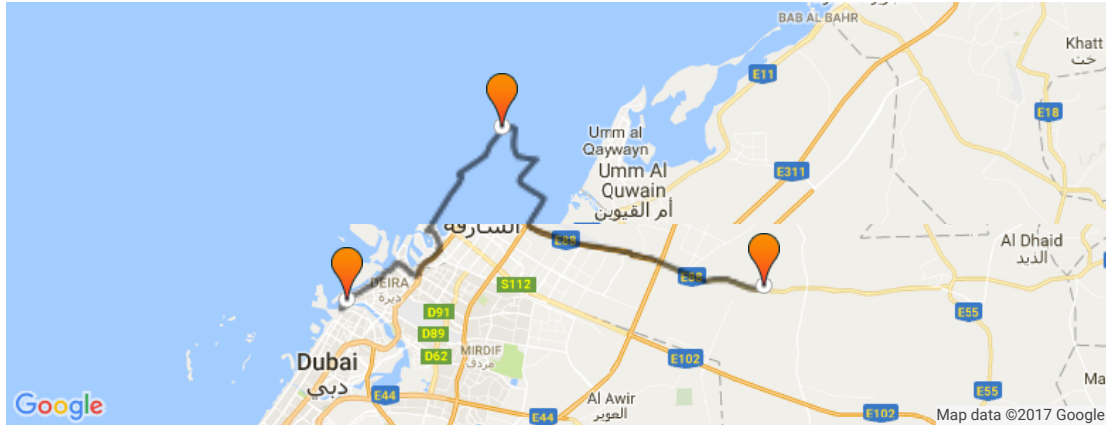 BAB AL BAHR
Khatt
خت
E11
E18
Umm al
Qaywayn
Umm Al
Quwain
أم القيوين
E311
الشارقة
E88
Al Dhaid
الذيد
DEIRA
ديرة
E88
S112
D91
E55
D89
MIRDIF
مردف
D62
E102
Dubai
دبي
E44
Al Awir
العوير
E55
Ma
E44
E102
Google
Map data ©2017 Google